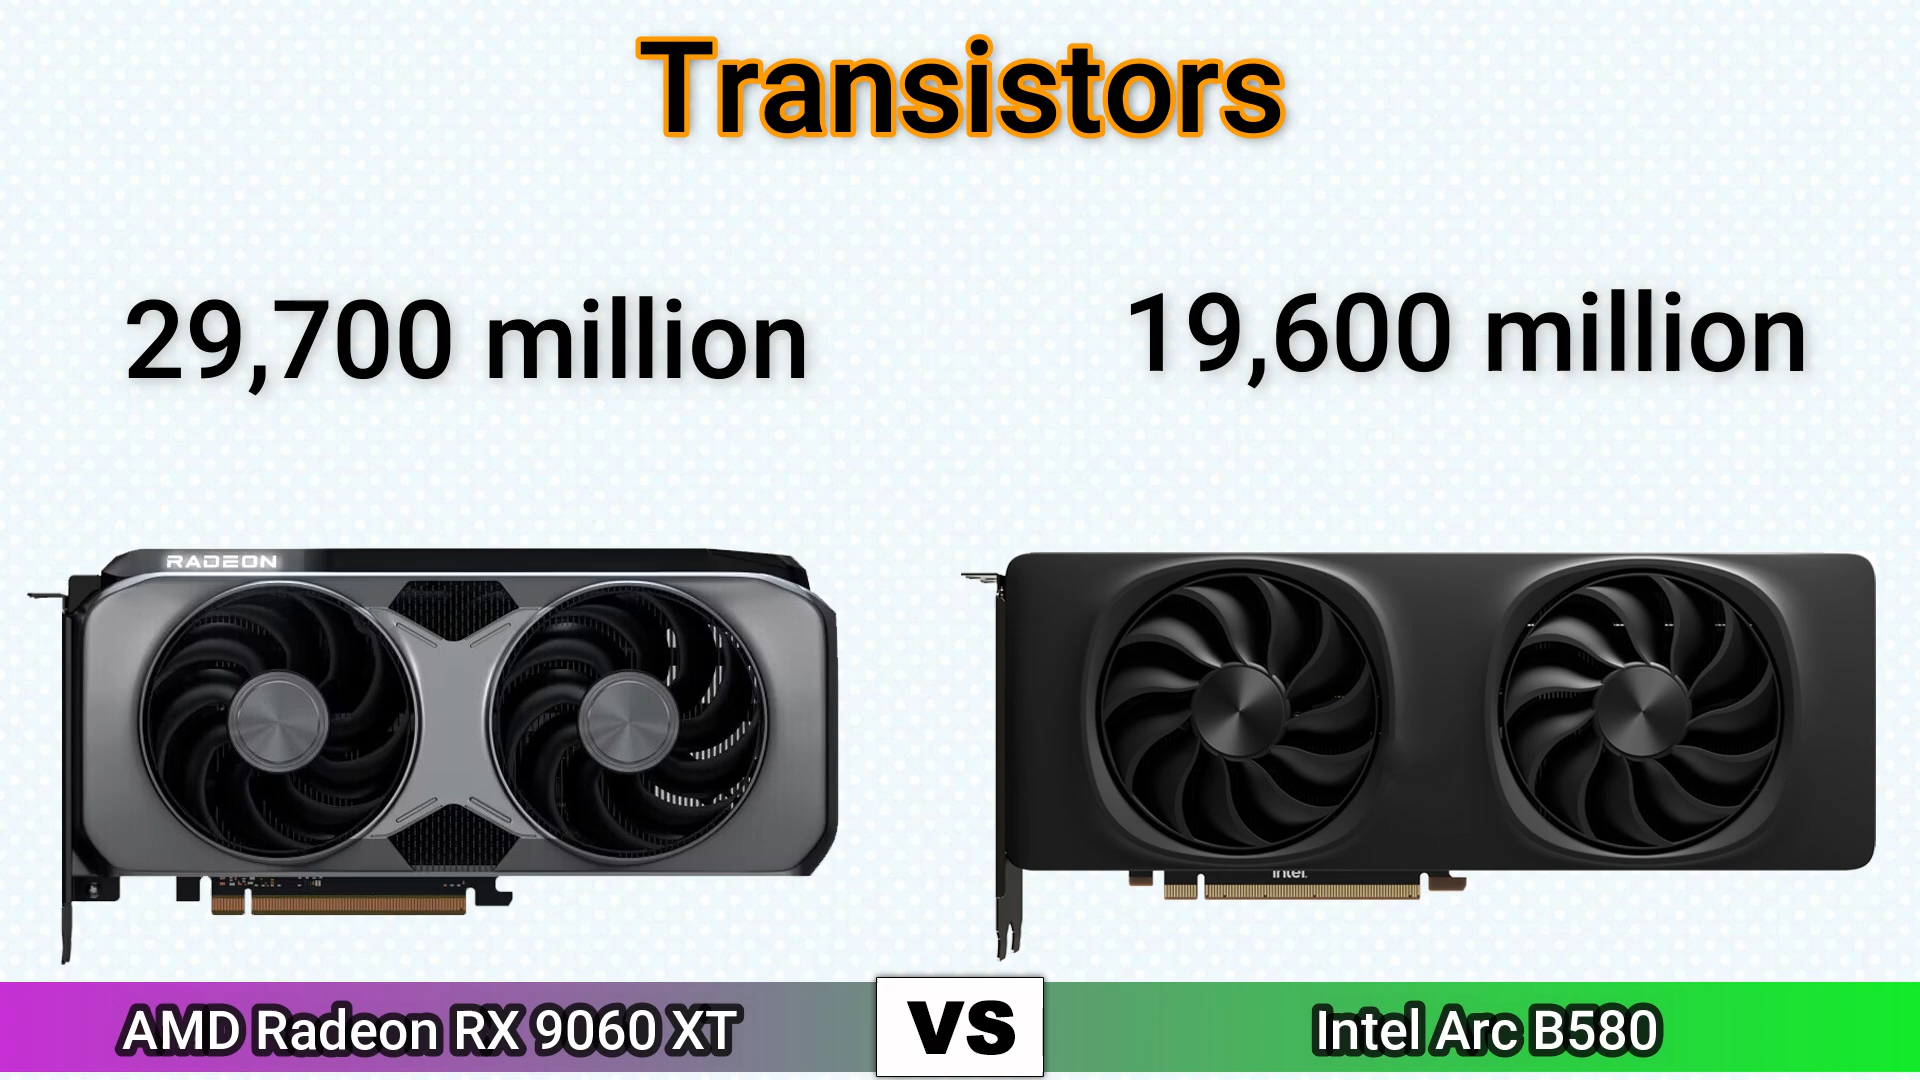 Transistors
29,700 million
19,600 million
RADEON
intel.
AMD Radeon RX 9060 XT
VS
Intel Arc B580